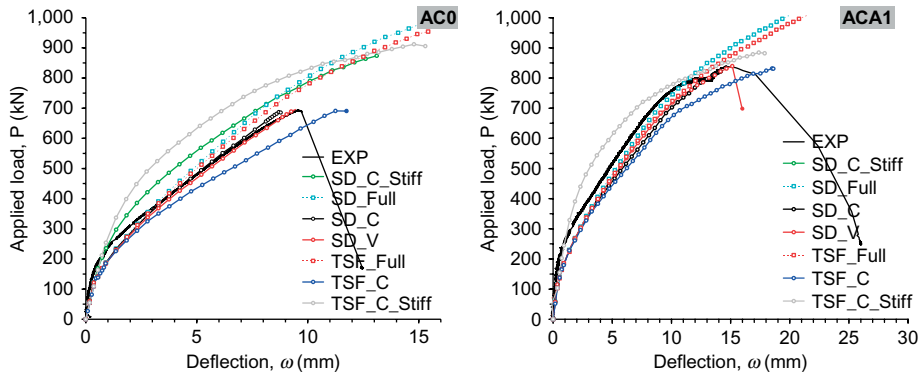 AC0
1,000
900
800
700
600
500
400
300
200
100
0
Applied load, P (kN)
EXP
SD_C_Stiff
SD_Full
SD_C
SD_V
TSF_Full
TSF_C
TSF_C_Stiff
0 5 10 15
Deflection, ω (mm)
ACA1
1,000
900
800
700
600
500
400
300
200
100
0
Applied load, P (kN)
EXP
SD_C_Stiff
SD_Full
SD_C
SD_V
TSF_Full
TSF_C
TSF_C_Stiff
0 5 10 15 20 25 30
Deflection, ω (mm)